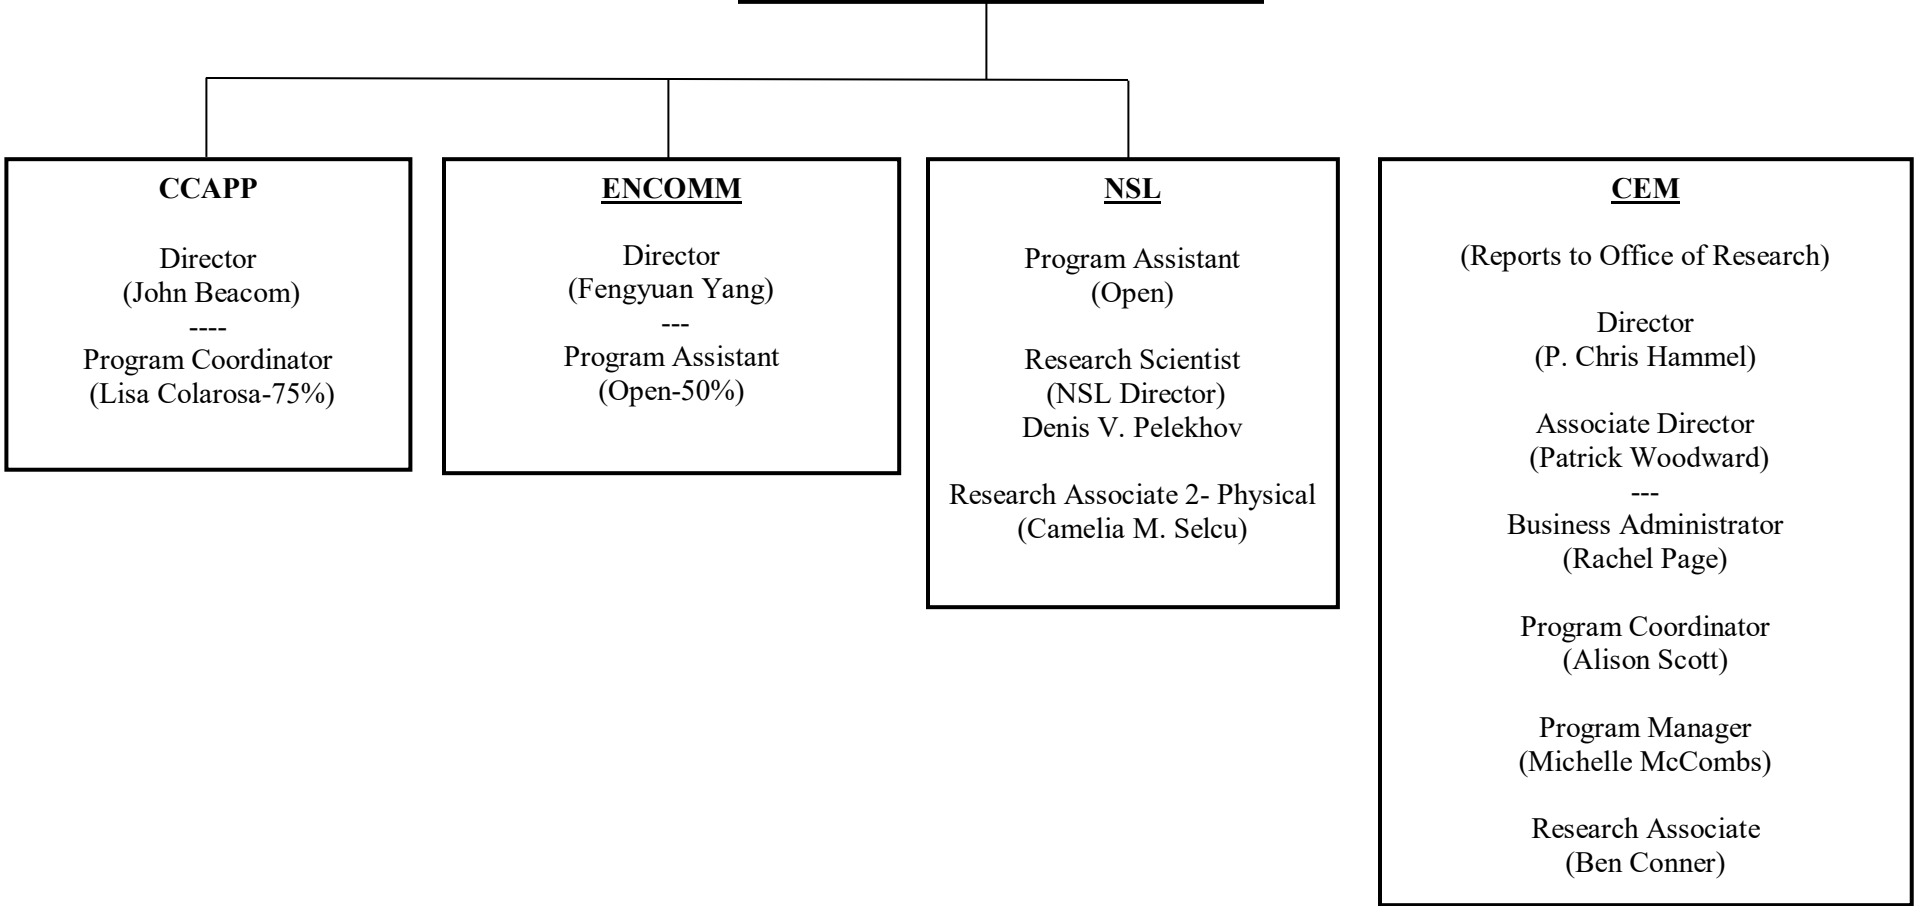 CCAPP
Director
(John Beacom)
----
Program Coordinator
(Lisa Colarosa-75%)
ENCOMM
Director
(Fengyuan Yang)
---
Program Assistant
(Open-50%)
NSL
Program Assistant
(Open)
Research Scientist
(NSL Director)
Denis V. Pelekhov
Research Associate 2- Physical
(Camelia M. Selcu)
CEM
(Reports to Office of Research)
Director
(P. Chris Hammel)
Associate Director
(Patrick Woodward)
---
Business Administrator
(Rachel Page)
Program Coordinator
(Alison Scott)
Program Manager
(Michelle McCombs)
Research Associate
(Ben Conner)